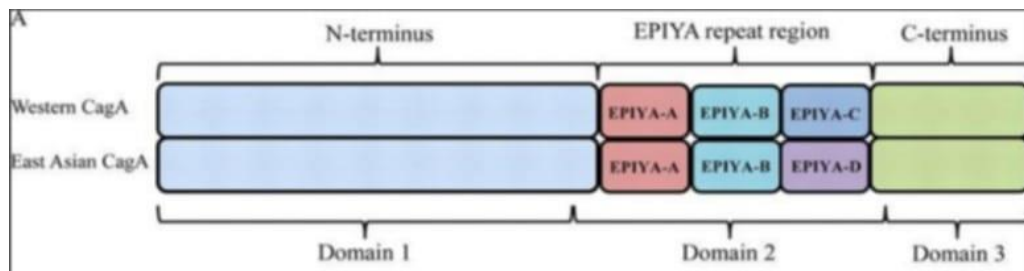 A
N-terminus EPIYA repeat region C-terminus
Western CagA EPIYA-A EPIYA-B EPIYA-C
East Asian CagA EPIYA-A EPIYA-B EPIYA-D
Domain 1 Domain 2 Domain 3